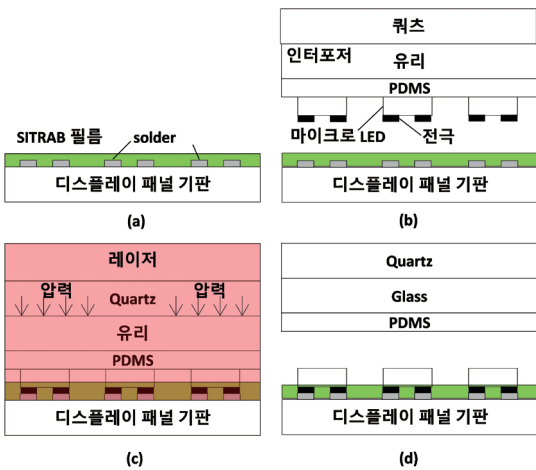 SITRAB 필름
solder
디스플레이 패널 기판
(a)
쿼츠
인터포저
유리
PDMS
마이크로 LED
전극
디스플레이 패널 기판
(b)
레이저
압력
Quartz
압력
유리
PDMS
디스플레이 패널 기판
(c)
Quartz
Glass
PDMS
디스플레이 패널 기판
(d)